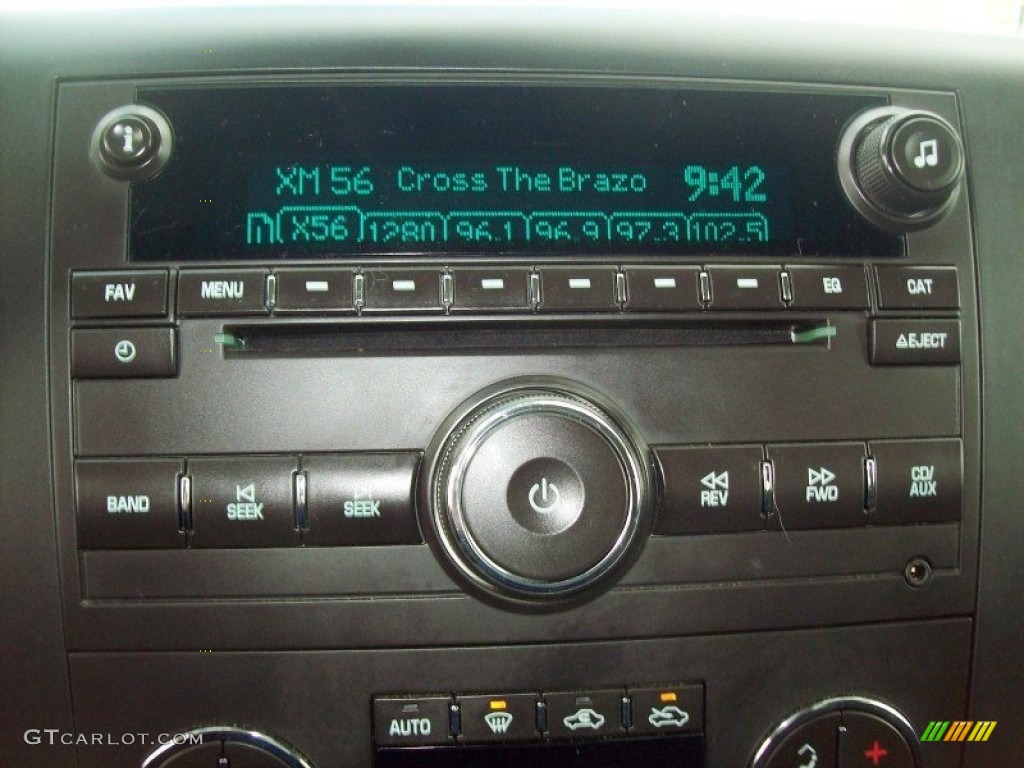 XM 56 Cross The Brazo 9:42
X56 1280 96.1 96.9 97.3 102.5
FAV MENU EQ CAT
EJECT
BAND SEEK SEEK REV FWD CD/AUX
AUTO
GTCARLOT.COM